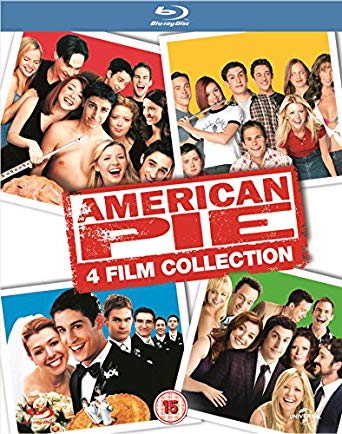 Blu-ray Disc
AMERICAN
PIE
4 FILM COLLECTION
15
UNIVERSAL